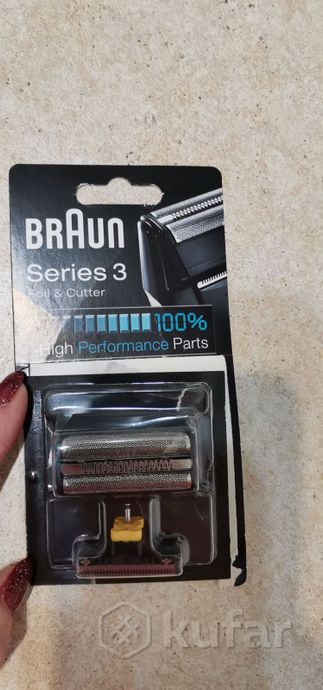 BRAUN
Series 3
Foil & Cutter
100%
High Performance Parts
kufar